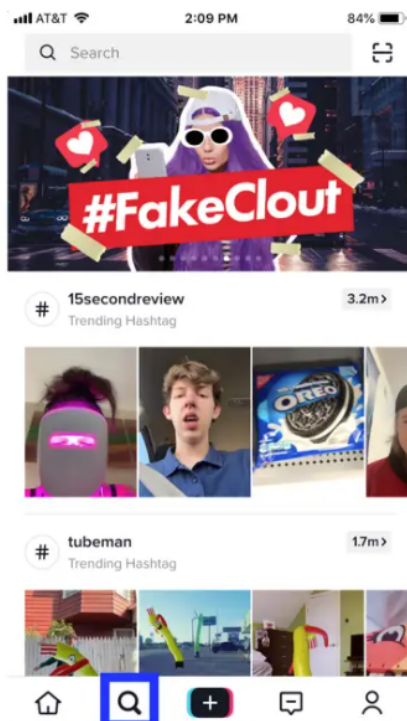 AT&T 2:09 PM 84%
Search
#FakeClout
# 15secondreview 3.2m>
Trending Hashtag
OREO
# tubeman 1.7m>
Trending Hashtag